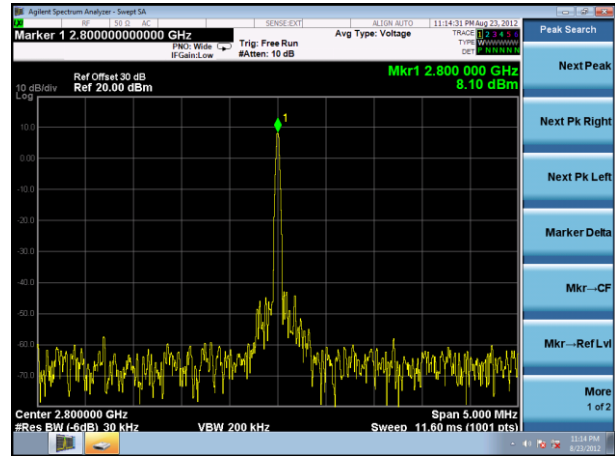 Agilent Spectrum Analyzer - Swept SA
RF 50 Ω AC SENSE:EXT ALIGN AUTO 11:14:31 PM Aug 23, 2012
Marker 1 2.800000000000 GHz
PNO: Wide
IFGain:Low
Trig: Free Run
#Atten: 10 dB
Avg Type: Voltage
TRACE 1 2 3 4 5 6
TYPE WWWWWW
DET P N N N N N
Peak Search
Next Peak
Next Pk Right
Next Pk Left
Marker Delta
Mkr→CF
Mkr→Ref Lvl
More
1 of 2
Ref Offset 30 dB
10 dB/div Ref 20.00 dBm
Log
Mkr1 2.800 000 GHz
8.10 dBm
1
10.0
0.00
-10.0
-20.0
-30.0
-40.0
-50.0
-60.0
-70.0
Center 2.800000 GHz Span 5.000 MHz
#Res BW (-6dB) 30 kHz VBW 200 kHz Sweep 11.60 ms (1001 pts)
11:14 PM
8/23/2012